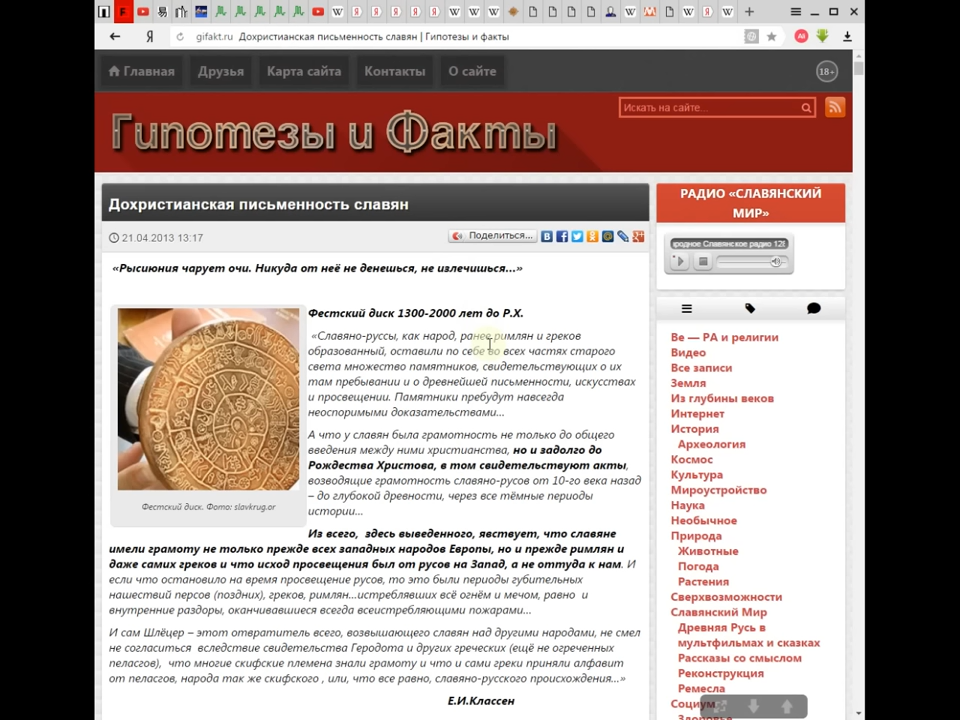 gifakt.ru Дохристианская письменность славян | Гипотезы и факты
Главная Друзья Карта сайта Контакты О сайте 18+
Гипотезы и Факты
Искать на сайте...
Дохристианская письменность славян
21.04.2013 13:17
Поделиться...
«Рысиюния чарует очи. Никуда от неё не денешься, не излечишься...»
Фестский диск 1300-2000 лет до Р.Х.
«Славяно-руссы, как народ, ранее римлян и греков
образованный, оставили по себе во всех частях старого
света множество памятников, свидетельствующих о их
там пребывании и о древнейшей письменности, искусствах
и просвещении. Памятники пребудут навсегда
неоспоримыми доказательствами...
А что у славян была грамотность не только до общего
введения между ними христианства, но и задолго до
Рождества Христова, в том свидетельствуют акты,
возводящие грамотность славяно-русов от 10-го века назад
– до глубокой древности, через все тёмные периоды
истории...
Фестский диск. Фото: slavkrug.or
Из всего, здесь выведенного, явствует, что славяне
имели грамоту не только прежде всех западных народов Европы, но и прежде римлян и
даже самих греков и что исход просвещения был от русов на Запад, а не оттуда к нам. И
если что остановило на время просвещение русов, то это были периоды губительных
нашествий персов (поздних), греков, римлян...истреблявших всё огнём и мечом, равно и
внутренние раздоры, оканчивавшиеся всегда всеистребляющими пожарами...
И сам Шлёцер – этот отвратитель всего, возвышающего славян над другими народами, не смел
не согласиться вследствие свидетельства Геродота и других греческих (ещё не огреченных
пеласгов), что многие скифские племена знали грамоту и что и сами греки приняли алфавит
от пеласгов, народа так же скифского , или, что все равно, славяно-русского происхождения...»
Е.И.Классен
РАДИО «СЛАВЯНСКИЙ
МИР»
родное Славянское радио 128
Ве — РА и религии
Видео
Все записи
Земля
Из глубины веков
Интернет
История
Археология
Космос
Культура
Мироустройство
Наука
Необычное
Природа
Животные
Погода
Растения
Сверхвозможности
Славянский Мир
Древняя Русь в
мультфильмах и сказках
Рассказы со смыслом
Реконструкция
Ремесла
Социум
Здоровье